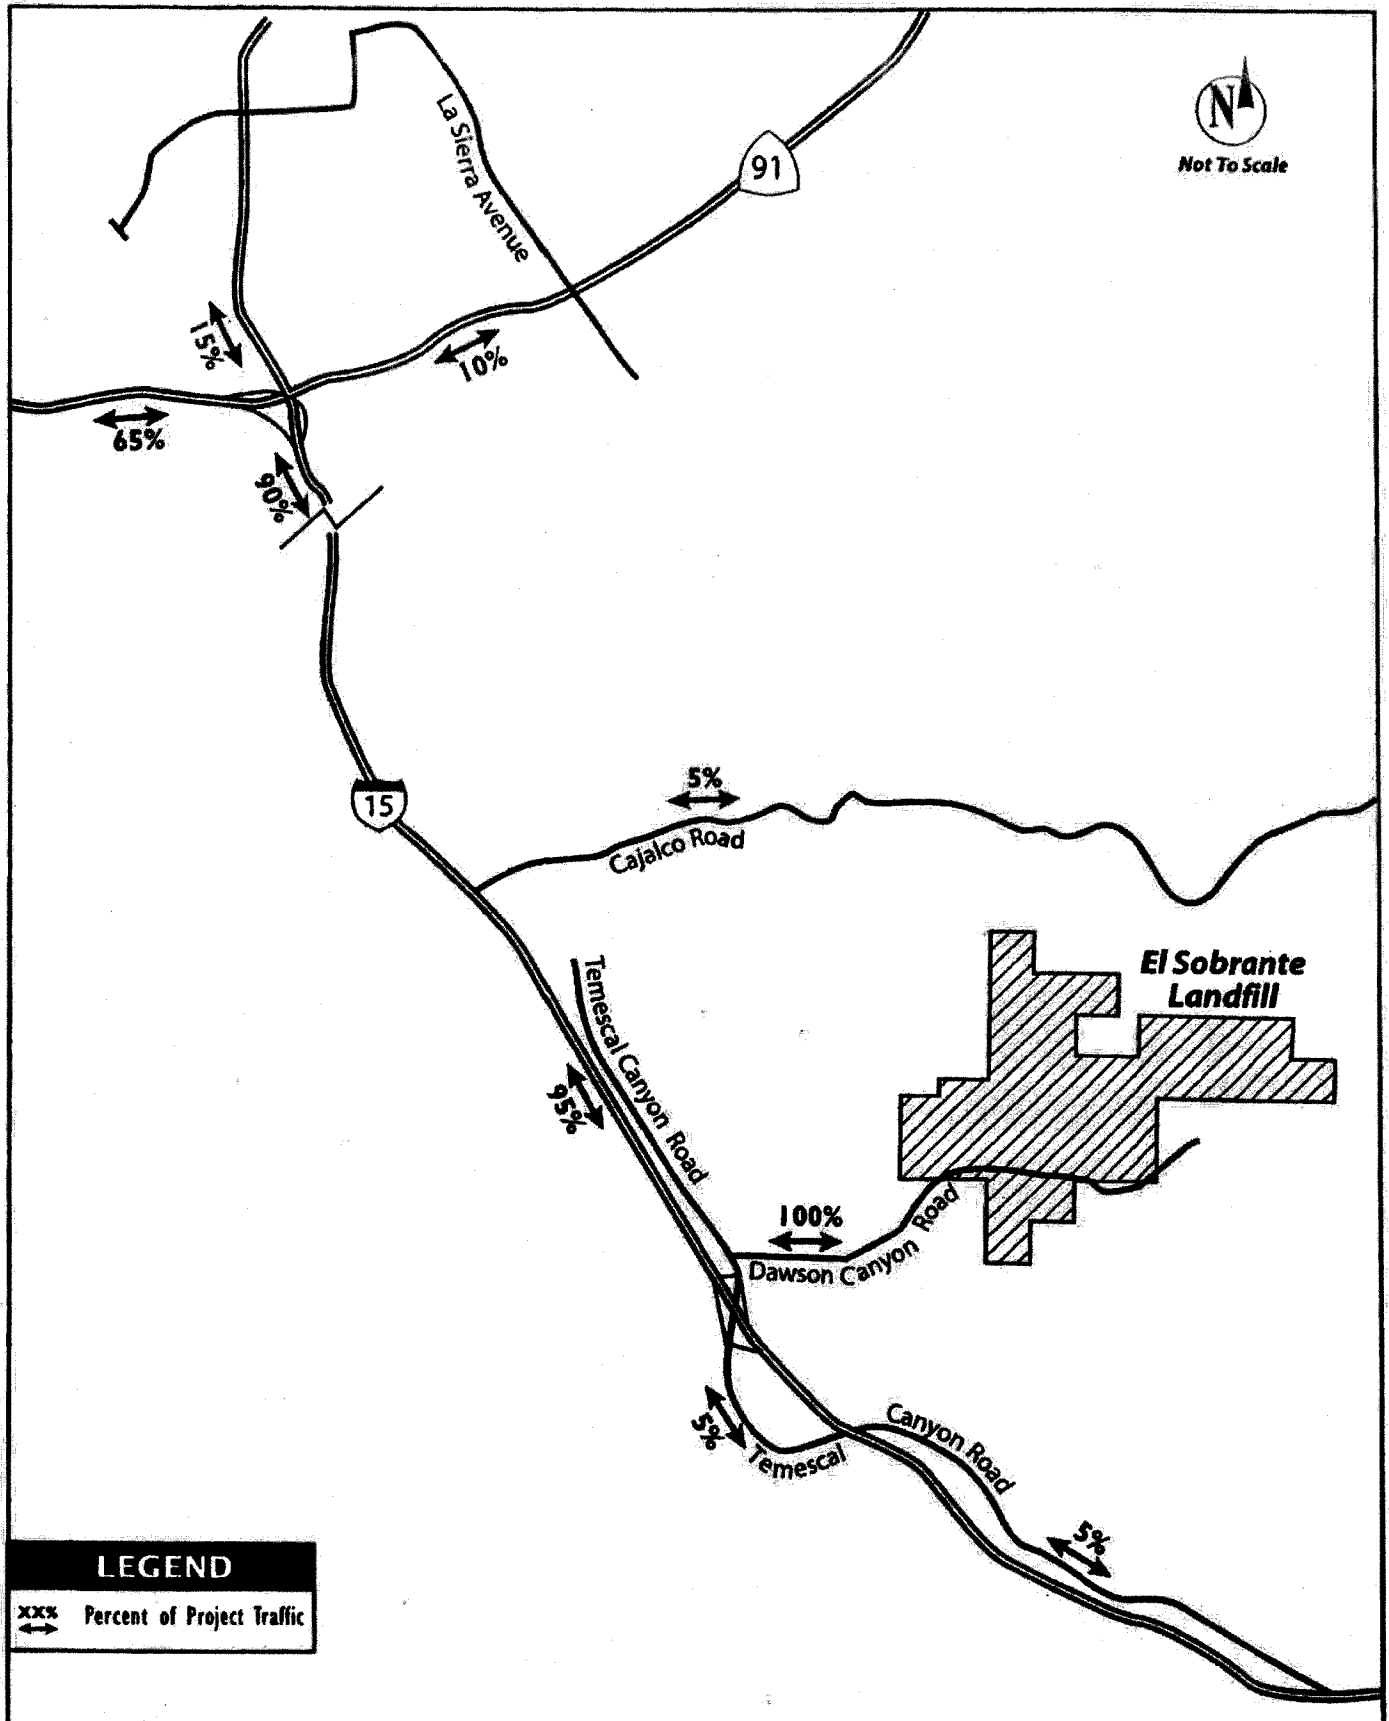 N
Not To Scale
La Sierra Avenue
91
15%
10%
65%
90%
15
5%
Cajalco Road
El Sobrante
Landfill
Temescal Canyon Road
95%
100%
Dawson Canyon Road
5%
Temescal
Canyon Road
5%
LEGEND
XX%
Percent of Project Traffic